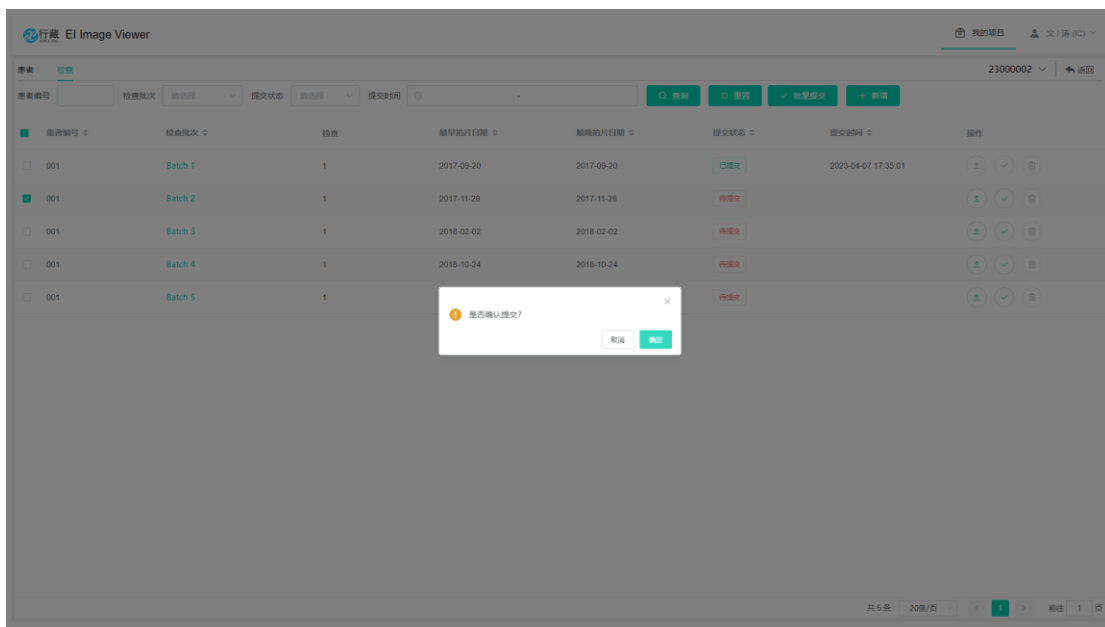 行藏 EI Image Viewer
我的项目 文/涛 (IC)
患者 检查 23000002 返回
患者编号 检查批次 请选择 提交状态 请选择 提交时间 - 查询 重置 批量提交 + 新增
患者编号 检查批次 检查 最早拍片日期 最晚拍片日期 提交状态 提交时间 操作
001 Batch 1 1 2017-09-20 2017-09-20 已提交 2023-04-07 17:35:01
001 Batch 2 1 2017-11-28 2017-11-28 待提交
001 Batch 3 1 2018-02-02 2018-02-02 待提交
001 Batch 4 1 2018-10-24 2018-10-24 待提交
001 Batch 5 1 待提交
是否确认提交?
取消 确定
共 5 条 20条/页 1 前往 1 页